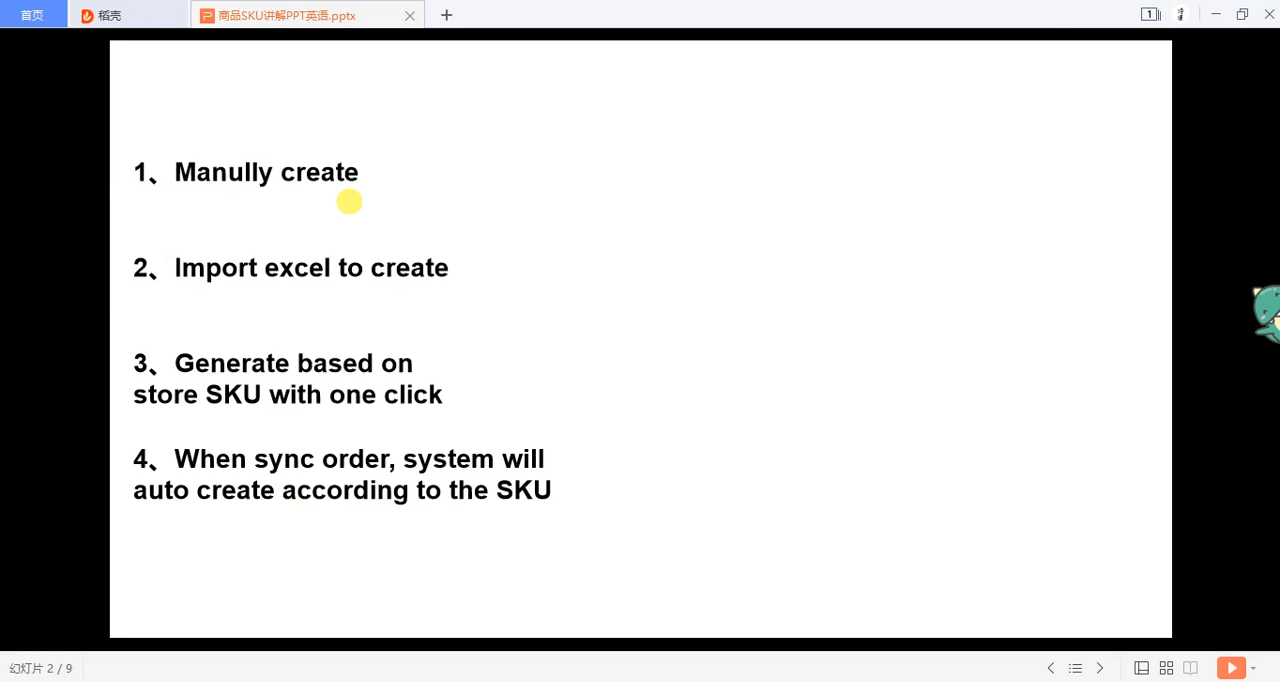 首页
稻壳
商品SKU讲解PPT英语.pptx
1
1、Manully create
2、Import excel to create
3、Generate based on
store SKU with one click
4、When sync order, system will
auto create according to the SKU
幻灯片 2 / 9